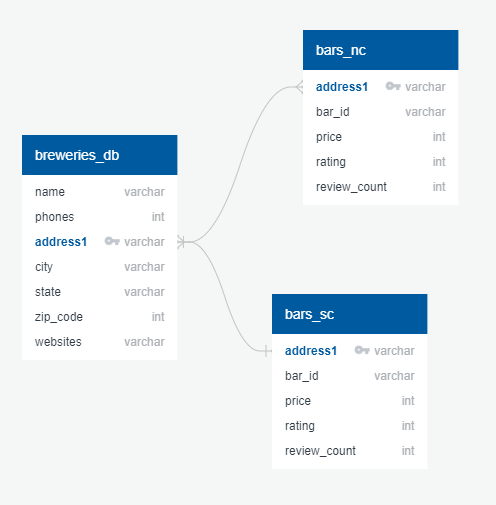 bars_nc
address1 varchar
bar_id varchar
price int
rating int
review_count int
breweries_db
name varchar
phones int
address1 varchar
city varchar
state varchar
zip_code int
websites varchar
bars_sc
address1 varchar
bar_id varchar
price int
rating int
review_count int